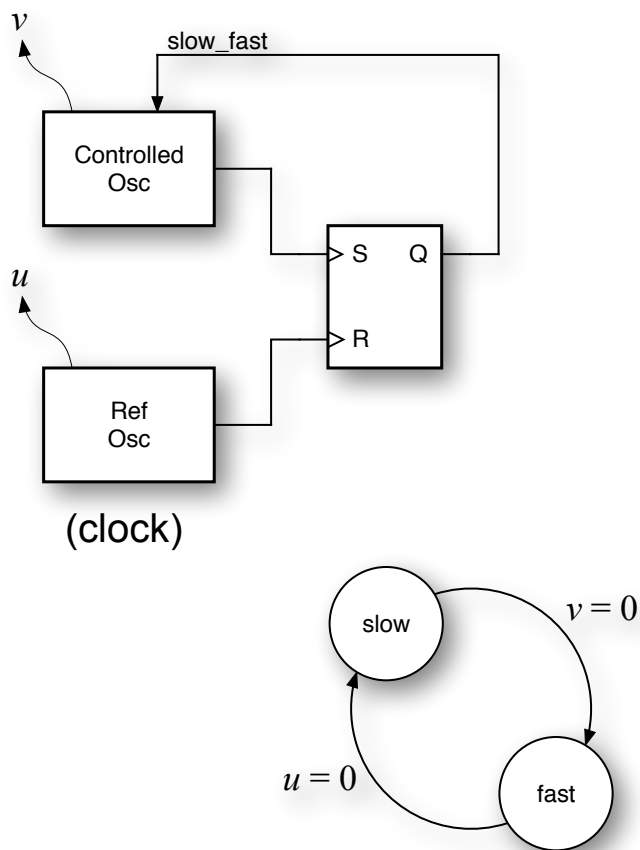 v
slow_fast
Controlled
Osc
S Q
u
R
Ref
Osc
(clock)
slow
v = 0
u = 0
fast